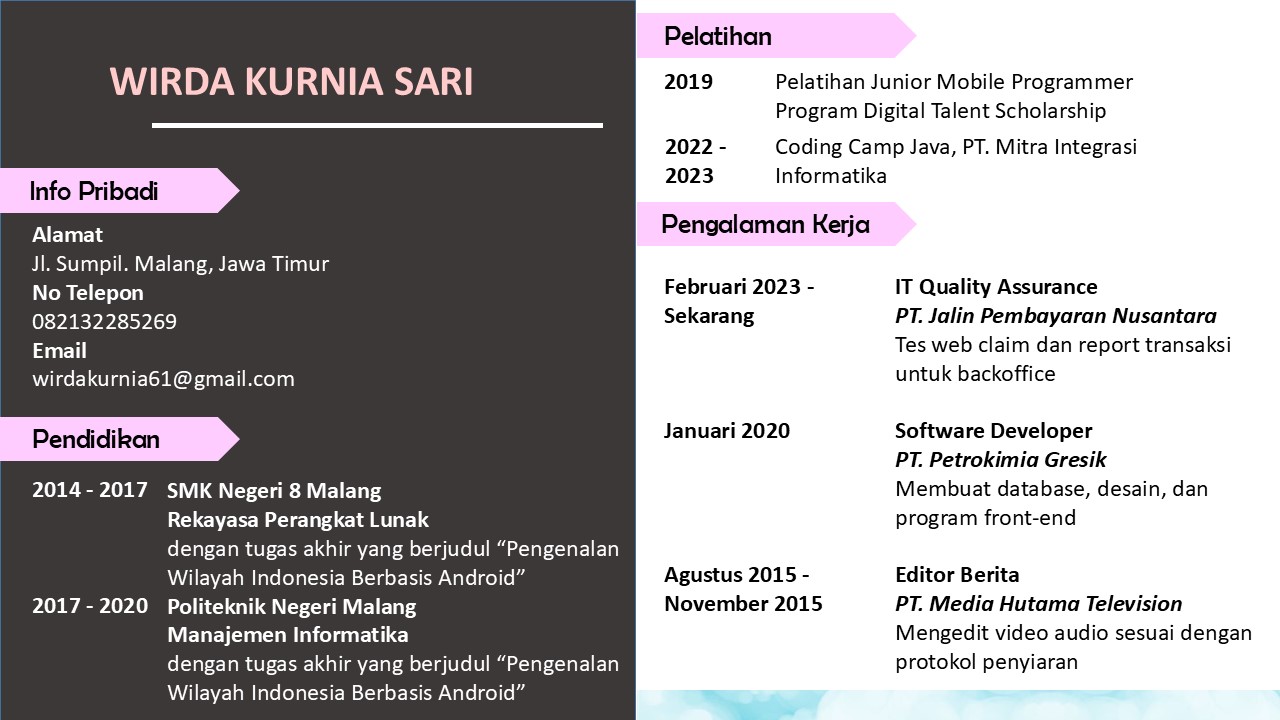 WIRDA KURNIA SARI
Info Pribadi
Alamat
Jl. Sumpil. Malang, Jawa Timur
No Telepon
082132285269
Email
wirdakurnia61@gmail.com
Pendidikan
2014 - 2017 SMK Negeri 8 Malang
Rekayasa Perangkat Lunak
dengan tugas akhir yang berjudul “Pengenalan
Wilayah Indonesia Berbasis Android”
2017 - 2020 Politeknik Negeri Malang
Manajemen Informatika
dengan tugas akhir yang berjudul “Pengenalan
Wilayah Indonesia Berbasis Android”
Pelatihan
2019 Pelatihan Junior Mobile Programmer
Program Digital Talent Scholarship
2022 - Coding Camp Java, PT. Mitra Integrasi
2023 Informatika
Pengalaman Kerja
Februari 2023 - IT Quality Assurance
Sekarang PT. Jalin Pembayaran Nusantara
Tes web claim dan report transaksi
untuk backoffice
Januari 2020 Software Developer
PT. Petrokimia Gresik
Membuat database, desain, dan
program front-end
Agustus 2015 - Editor Berita
November 2015 PT. Media Hutama Television
Mengedit video audio sesuai dengan
protokol penyiaran